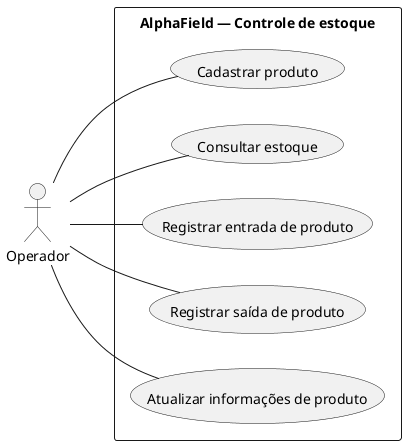 AlphaField — Controle de estoque
Cadastrar produto
Consultar estoque
Registrar entrada de produto
Operador
Registrar saída de produto
Atualizar informações de produto